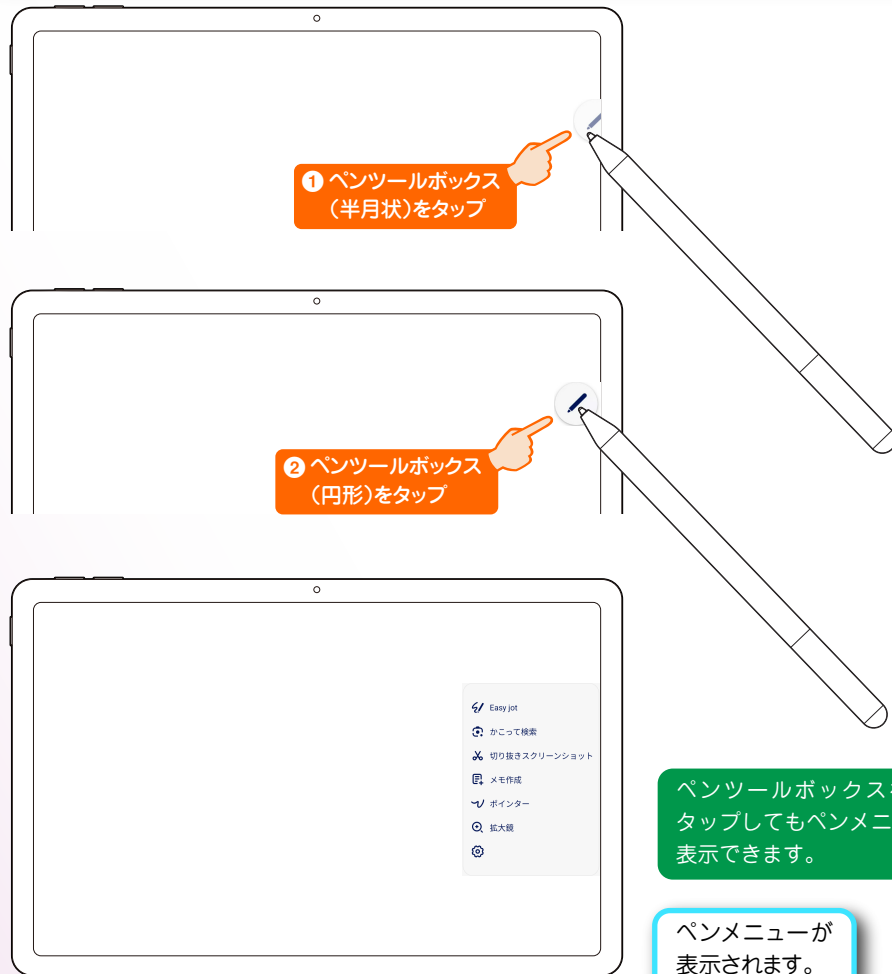 ❶ ペンツールボックス
（半月状）をタップ
❷ ペンツールボックス
（円形）をタップ
Easy jot
かこって検索
切り抜きスクリーンショット
メモ作成
ポインター
拡大鏡
ペンツールボックス
タップしてもペンメニ
表示できます。
ペンメニューが
表示されます。